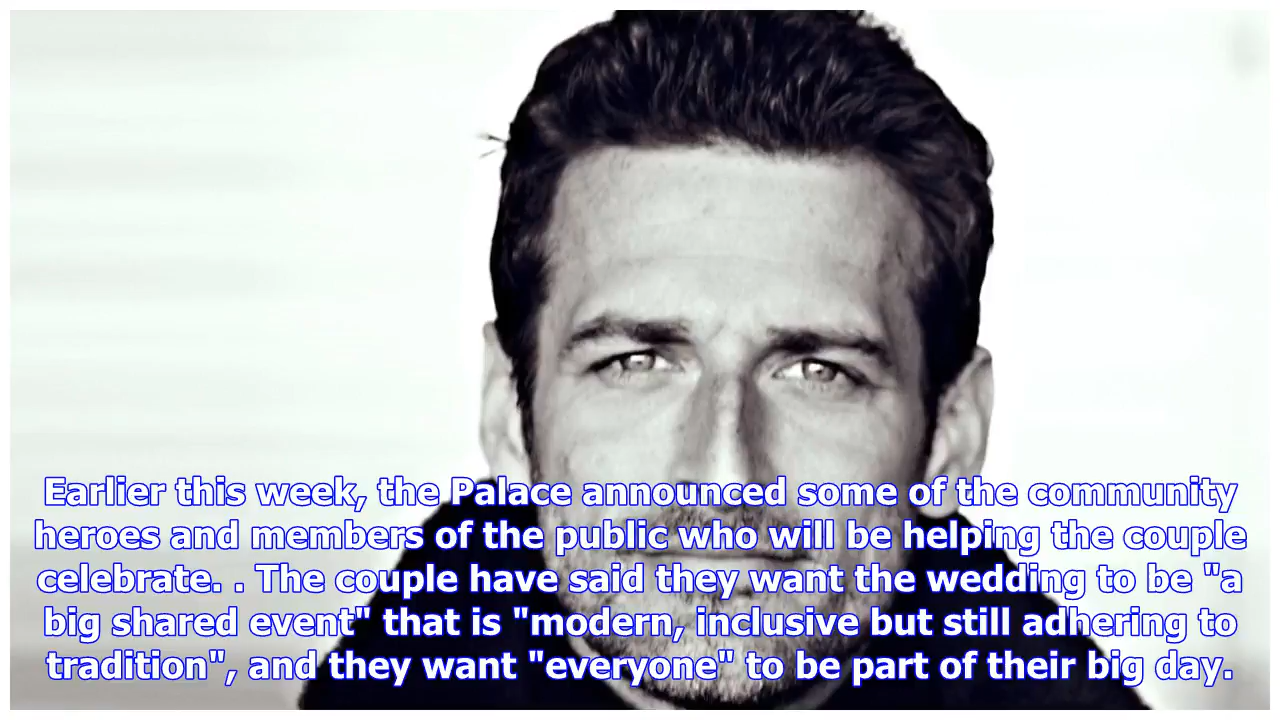 Earlier this week, the Palace announced some of the community
heroes and members of the public who will be helping the couple
celebrate. . The couple have said they want the wedding to be "a
big shared event" that is "modern, inclusive but still adhering to
tradition", and they want "everyone" to be part of their big day.